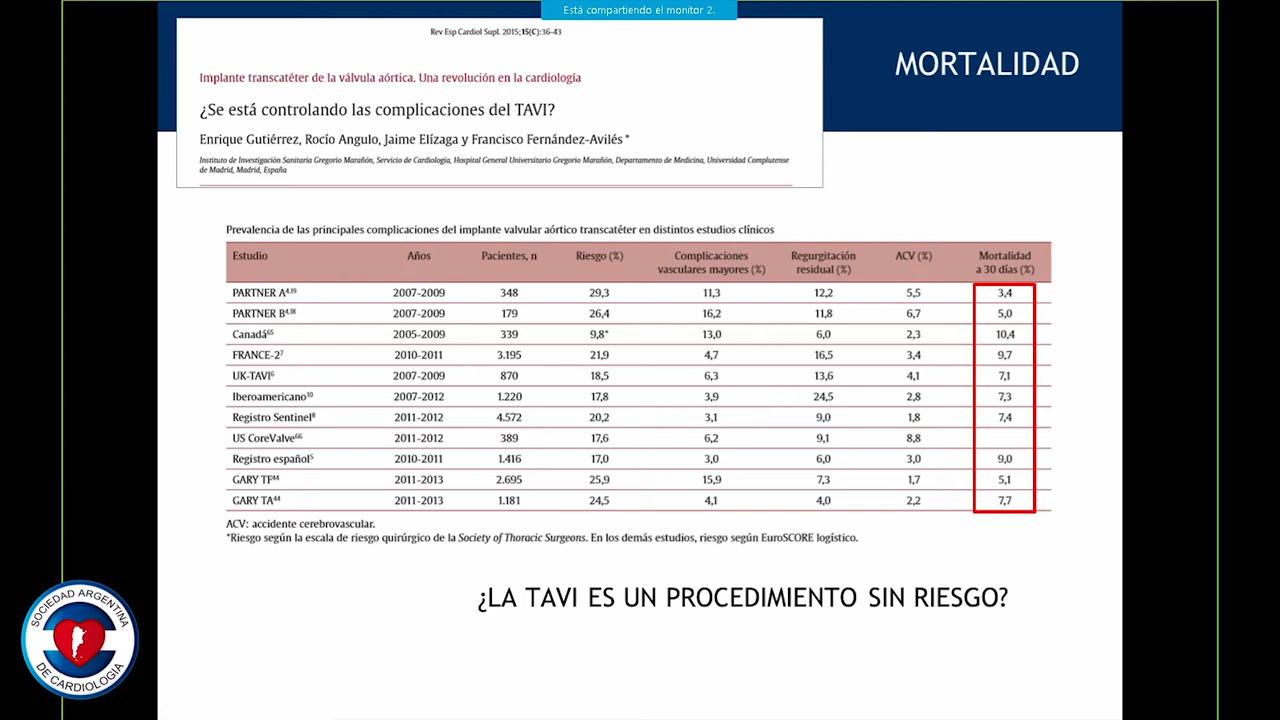 Está compartiendo el monitor 2.
Rev Esp Cardiol Supl. 2015;15(C):36-43
MORTALIDAD
Implante transcatéter de la válvula aórtica. Una revolución en la cardiología
¿Se está controlando las complicaciones del TAVI?
Enrique Gutiérrez, Rocío Angulo, Jaime Elízaga y Francisco Fernández-Avilés*
Instituto de Investigación Sanitaria Gregorio Marañón, Servicio de Cardiología, Hospital General Universitario Gregorio Marañón, Departamento de Medicina, Universidad Complutense
de Madrid, Madrid, España
Prevalencia de las principales complicaciones del implante valvular aórtico transcatéter en distintos estudios clínicos
Estudio Años Pacientes, n Riesgo (%) Complicaciones vasculares mayores (%) Regurgitación residual (%) ACV (%) Mortalidad a 30 días (%)
PARTNER A4,19 2007-2009 348 29,3 11,3 12,2 5,5 3,4
PARTNER B4,18 2007-2009 179 26,4 16,2 11,8 6,7 5,0
Canadá65 2005-2009 339 9,8* 13,0 6,0 2,3 10,4
FRANCE-27 2010-2011 3.195 21,9 4,7 16,5 3,4 9,7
UK-TAVI6 2007-2009 870 18,5 6,3 13,6 4,1 7,1
Iberoamericano10 2007-2012 1.220 17,8 3,9 24,5 2,8 7,3
Registro Sentinel8 2011-2012 4.572 20,2 3,1 9,0 1,8 7,4
US CoreValve66 2011-2012 389 17,6 6,2 9,1 8,8
Registro español5 2010-2011 1.416 17,0 3,0 6,0 3,0 9,0
GARY TF44 2011-2013 2.695 25,9 15,9 7,3 1,7 5,1
GARY TA44 2011-2013 1.181 24,5 4,1 4,0 2,2 7,7
ACV: accidente cerebrovascular.
*Riesgo según la escala de riesgo quirúrgico de la Society of Thoracic Surgeons. En los demás estudios, riesgo según EuroSCORE logístico.
¿LA TAVI ES UN PROCEDIMIENTO SIN RIESGO?
SOCIEDAD ARGENTINA
DE CARDIOLOGIA